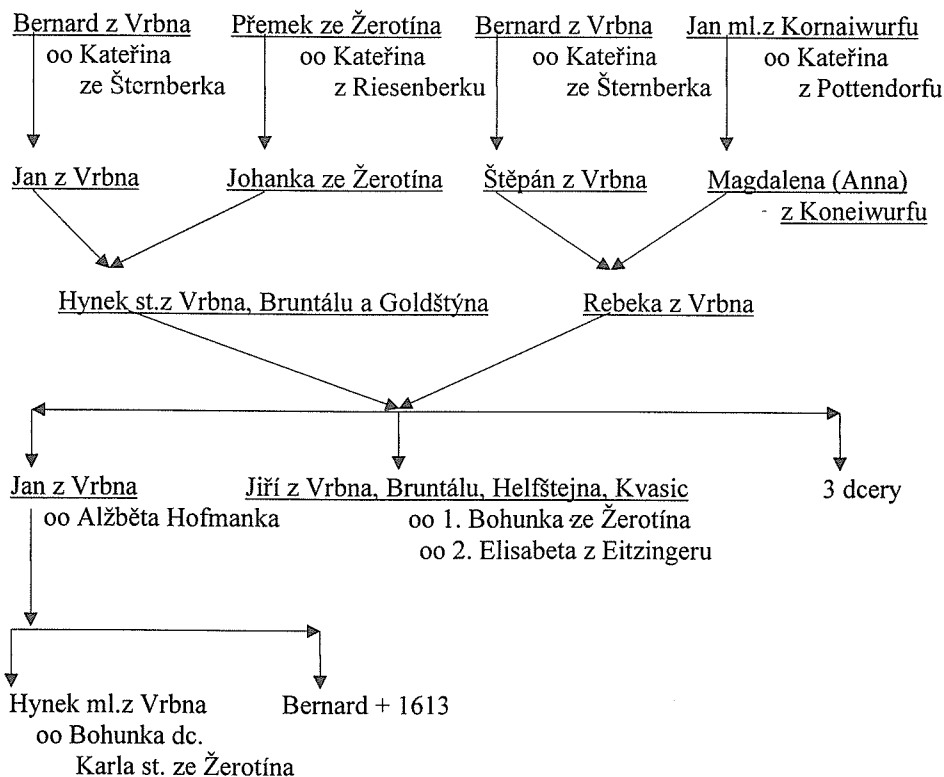 Bernard z Vrbna
oo Kateřina
ze Šternberka
Přemek ze Žerotína
oo Kateřina
z Riesenberku
Bernard z Vrbna
oo Kateřina
ze Šternberka
Jan ml.z Kornaiwurfu
oo Kateřina
z Pottendorfu
Jan z Vrbna
Johanka ze Žerotína
Štěpán z Vrbna
Magdalena (Anna)
z Koneiwurfu
Hynek st.z Vrbna, Bruntálu a Goldštýna
Rebeka z Vrbna
Jan z Vrbna
oo Alžběta Hofmanka
Jiří z Vrbna, Bruntálu, Helfštejna, Kvasic
oo 1. Bohunka ze Žerotína
oo 2. Elisabeta z Eitzingeru
3 dcery
Hynek ml.z Vrbna
oo Bohunka dc.
Karla st. ze Žerotína
Bernard + 1613